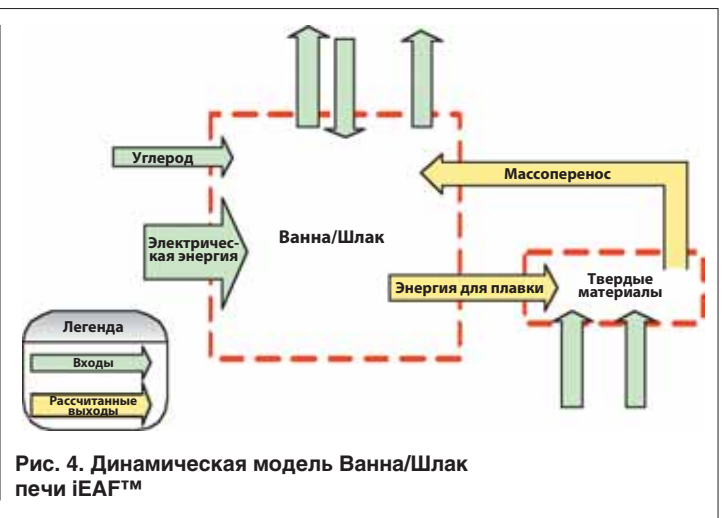 Углерод
Массоперенос
Электричес-
кая энергия
Ванна/Шлак
Энергия для плавки
Твердые
материалы
Легенда
Входы
Рассчитанные
выходы
Рис. 4. Динамическая модель Ванна/Шлак
печи iEAF™